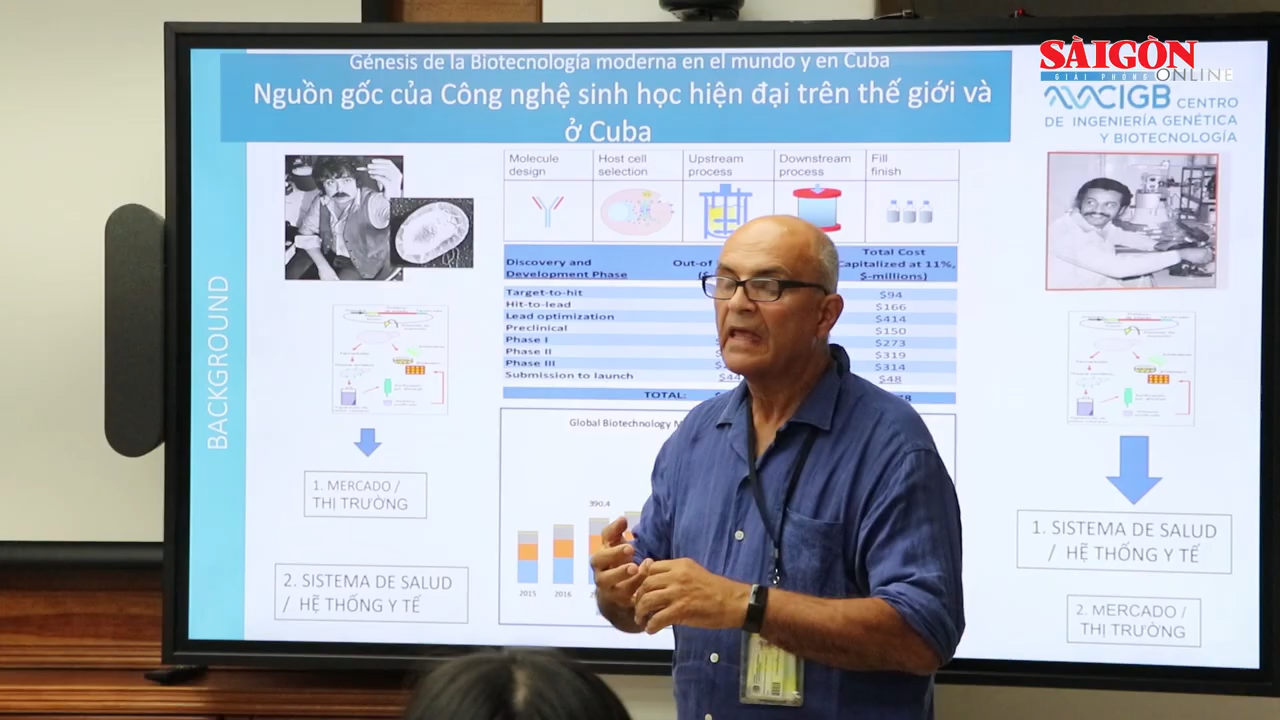 SÀIGÒN
GIẢI PHÓNG
ONLINE
Génesis de la Biotecnología moderna en el mundo y en Cuba
Nguồn gốc của Công nghệ sinh học hiện đại trên thế giới và
ở Cuba
CIGB CENTRO
DE INGENIERÍA GENÉTICA
Y BIOTECNOLOGÍA
BACKGROUND
Molecule design
Host cell selection
Upstream process
Downstream process
Fill finish
Discovery and Development Phase
Out-of
Total Cost
Capitalized at 11%,
$-millions)
Target-to-hit $94
Hit-to-lead $166
Lead optimization $414
Preclinical $150
Phase I $273
Phase II $319
Phase III $314
Submission to launch $44 $48
TOTAL:
Global Biotechnology
390.4
2015 2016
1. MERCADO /
THỊ TRƯỜNG
2. SISTEMA DE SALUD
/ HỆ THỐNG Y TẾ
1. SISTEMA DE SALUD
/ HỆ THỐNG Y TẾ
2. MERCADO /
THỊ TRƯỜNG